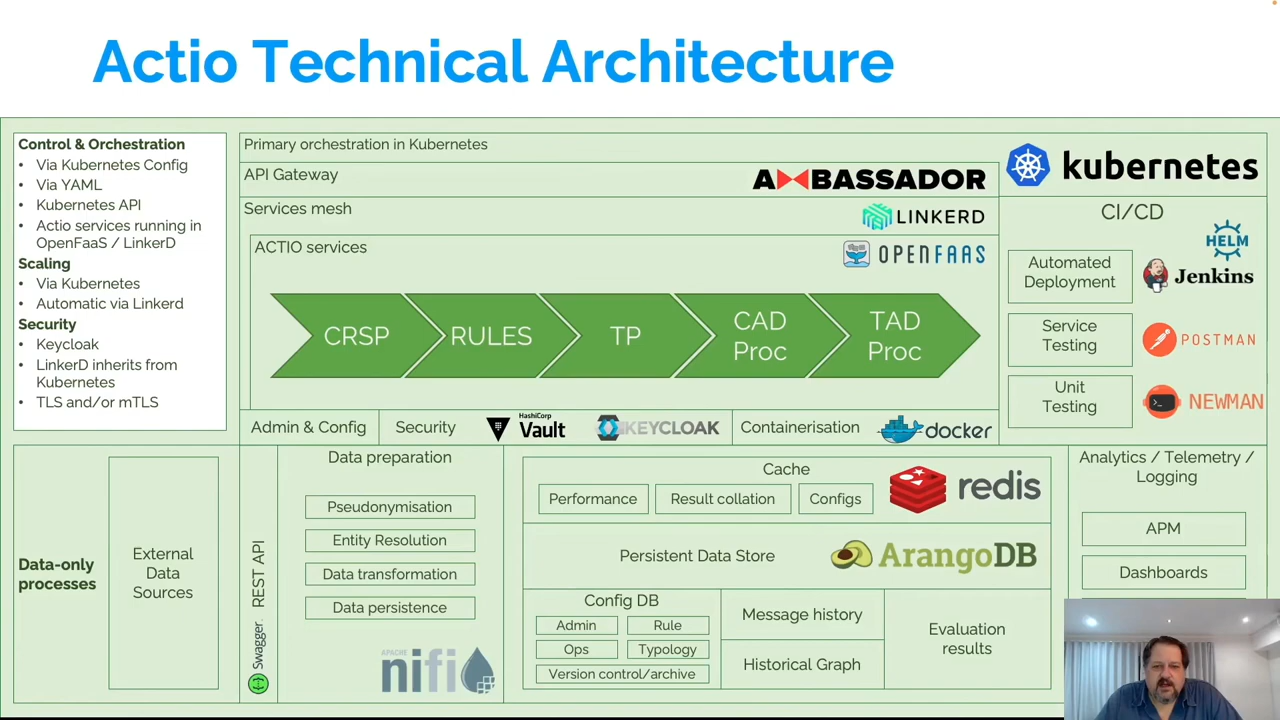 Actio Technical Architecture
Control & Orchestration
• Via Kubernetes Config
• Via YAML
• Kubernetes API
• Actio services running in
OpenFaaS / LinkerD
Scaling
• Via Kubernetes
• Automatic via Linkerd
Security
• Keycloak
• LinkerD inherits from
Kubernetes
• TLS and/or mTLS
Primary orchestration in Kubernetes
kubernetes
API Gateway
AMBASSADOR
Services mesh
LINKERD
ACTIO services
OPENFAAS
CRSP
RULES
TP
CAD
Proc
TAD
Proc
CI/CD
HELM
Automated
Deployment
Jenkins
Service
Testing
POSTMAN
Unit
Testing
NEWMAN
Admin & Config
Security
HashiCorp
Vault
KEYCLOAK
Containerisation
docker
Data-only
processes
External
Data
Sources
REST API
Swagger.
Data preparation
Pseudonymisation
Entity Resolution
Data transformation
Data persistence
APACHE
nifi
Cache
Performance
Result collation
Configs
redis
Persistent Data Store
ArangoDB
Config DB
Admin
Rule
Ops
Typology
Version control/archive
Message history
Historical Graph
Evaluation
results
Analytics / Telemetry /
Logging
APM
Dashboards